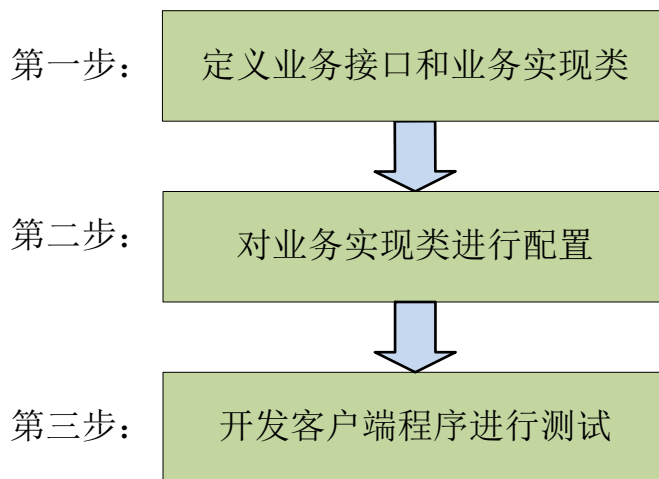 第一步： 定义业务接口和业务实现类
第二步： 对业务实现类进行配置
第三步： 开发客户端程序进行测试